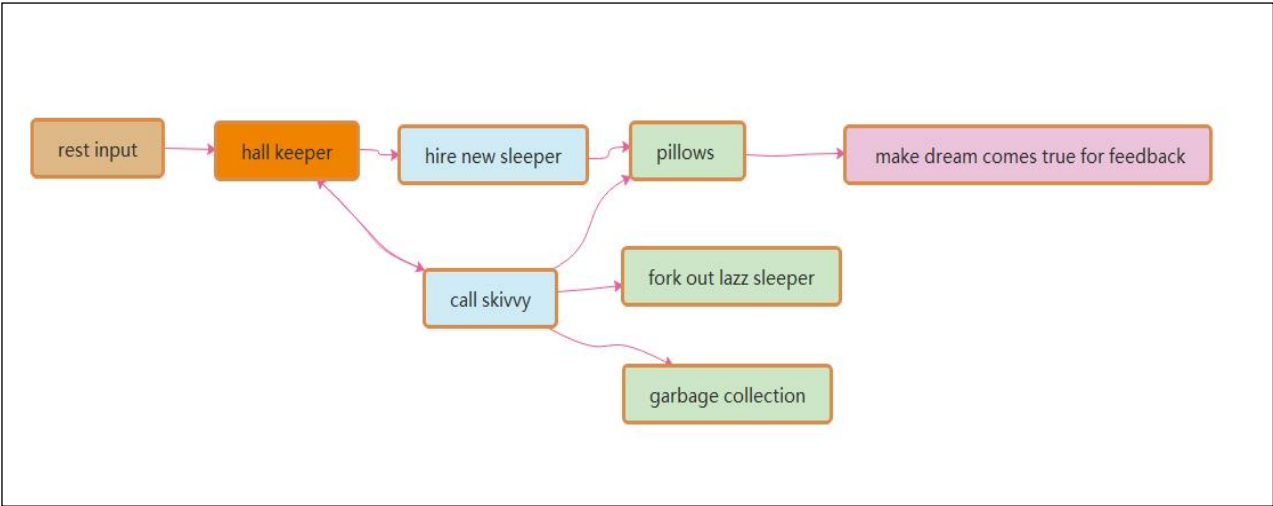 rest input
hall keeper
hire new sleeper
pillows
make dream comes true for feedback
call skivvy
fork out lazz sleeper
garbage collection